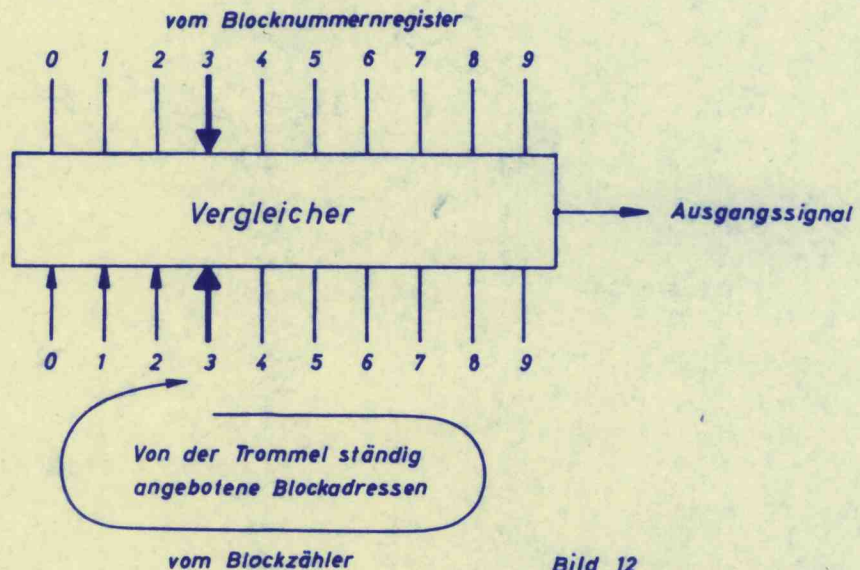 vom Blocknummernregister
0 1 2 3 4 5 6 7 8 9
Vergleicher
Ausgangssignal
0 1 2 3 4 5 6 7 8 9
Von der Trommel ständig
angebotene Blockadressen
vom Blockzähler
Bild 12